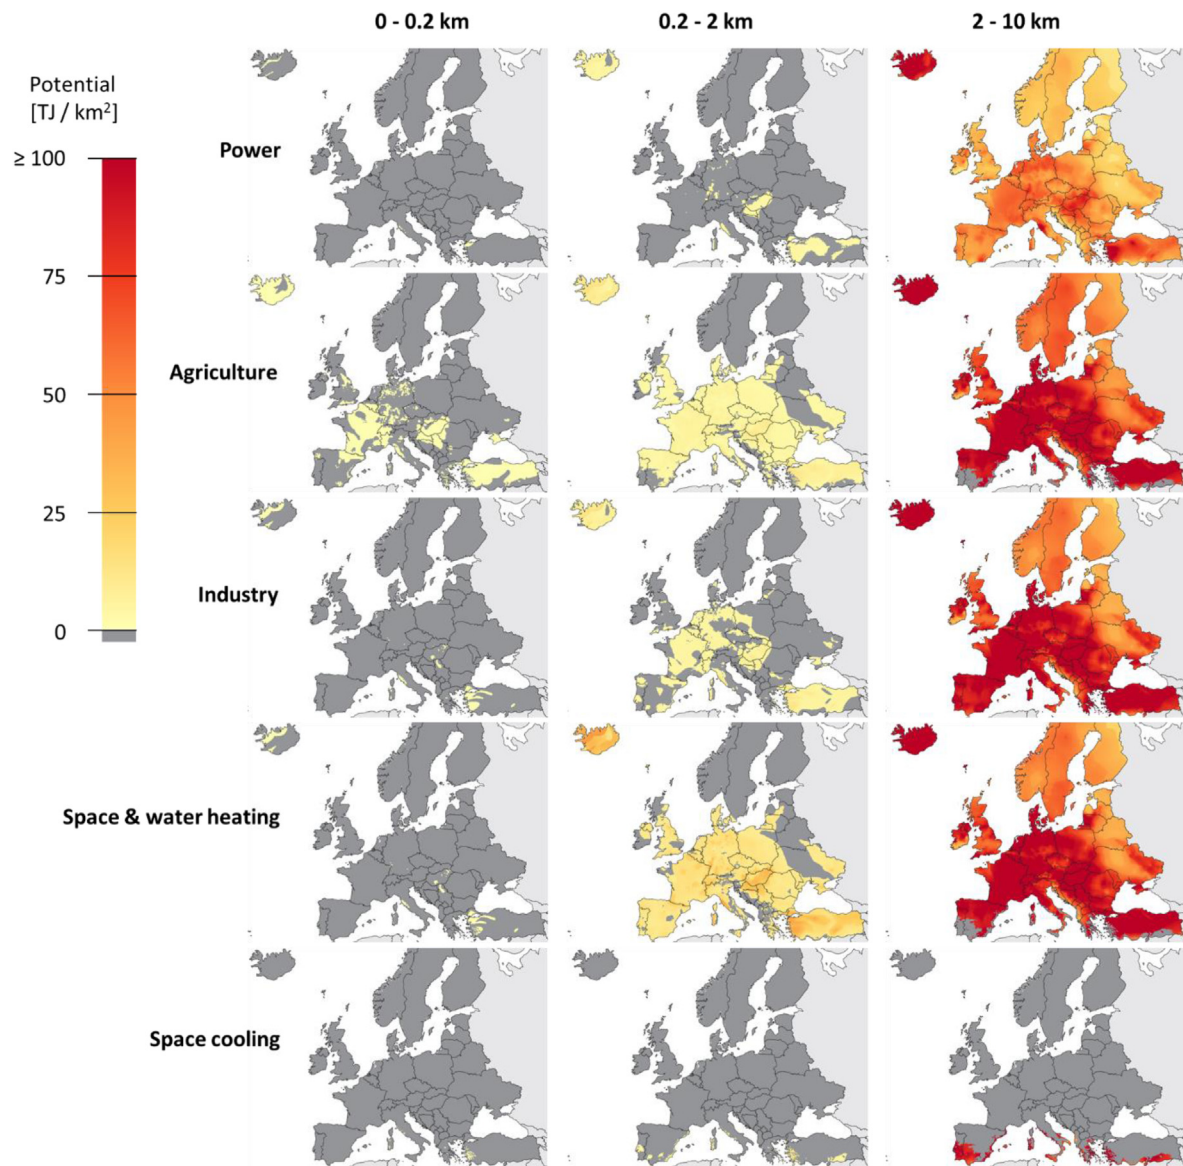 0 - 0.2 km
0.2 - 2 km
2 - 10 km
Potential
[TJ / km²]
≥ 100
75
50
25
0
Power
Agriculture
Industry
Space & water heating
Space cooling